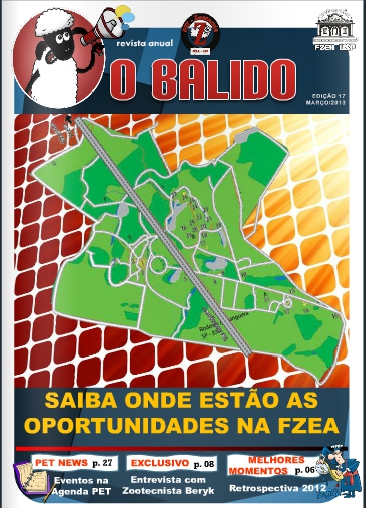 revista anual
FZEA USP
O BALIDO
EDIÇÃO 17
MARÇO/2013
SAIBA ONDE ESTÃO AS
OPORTUNIDADES NA FZEA
PET NEWS p. 27
Eventos na
Agenda PET
EXCLUSIVO p. 08
Entrevista com
Zootecnista Beryk
MELHORES
MOMENTOS p. 06
Retrospectiva 2012